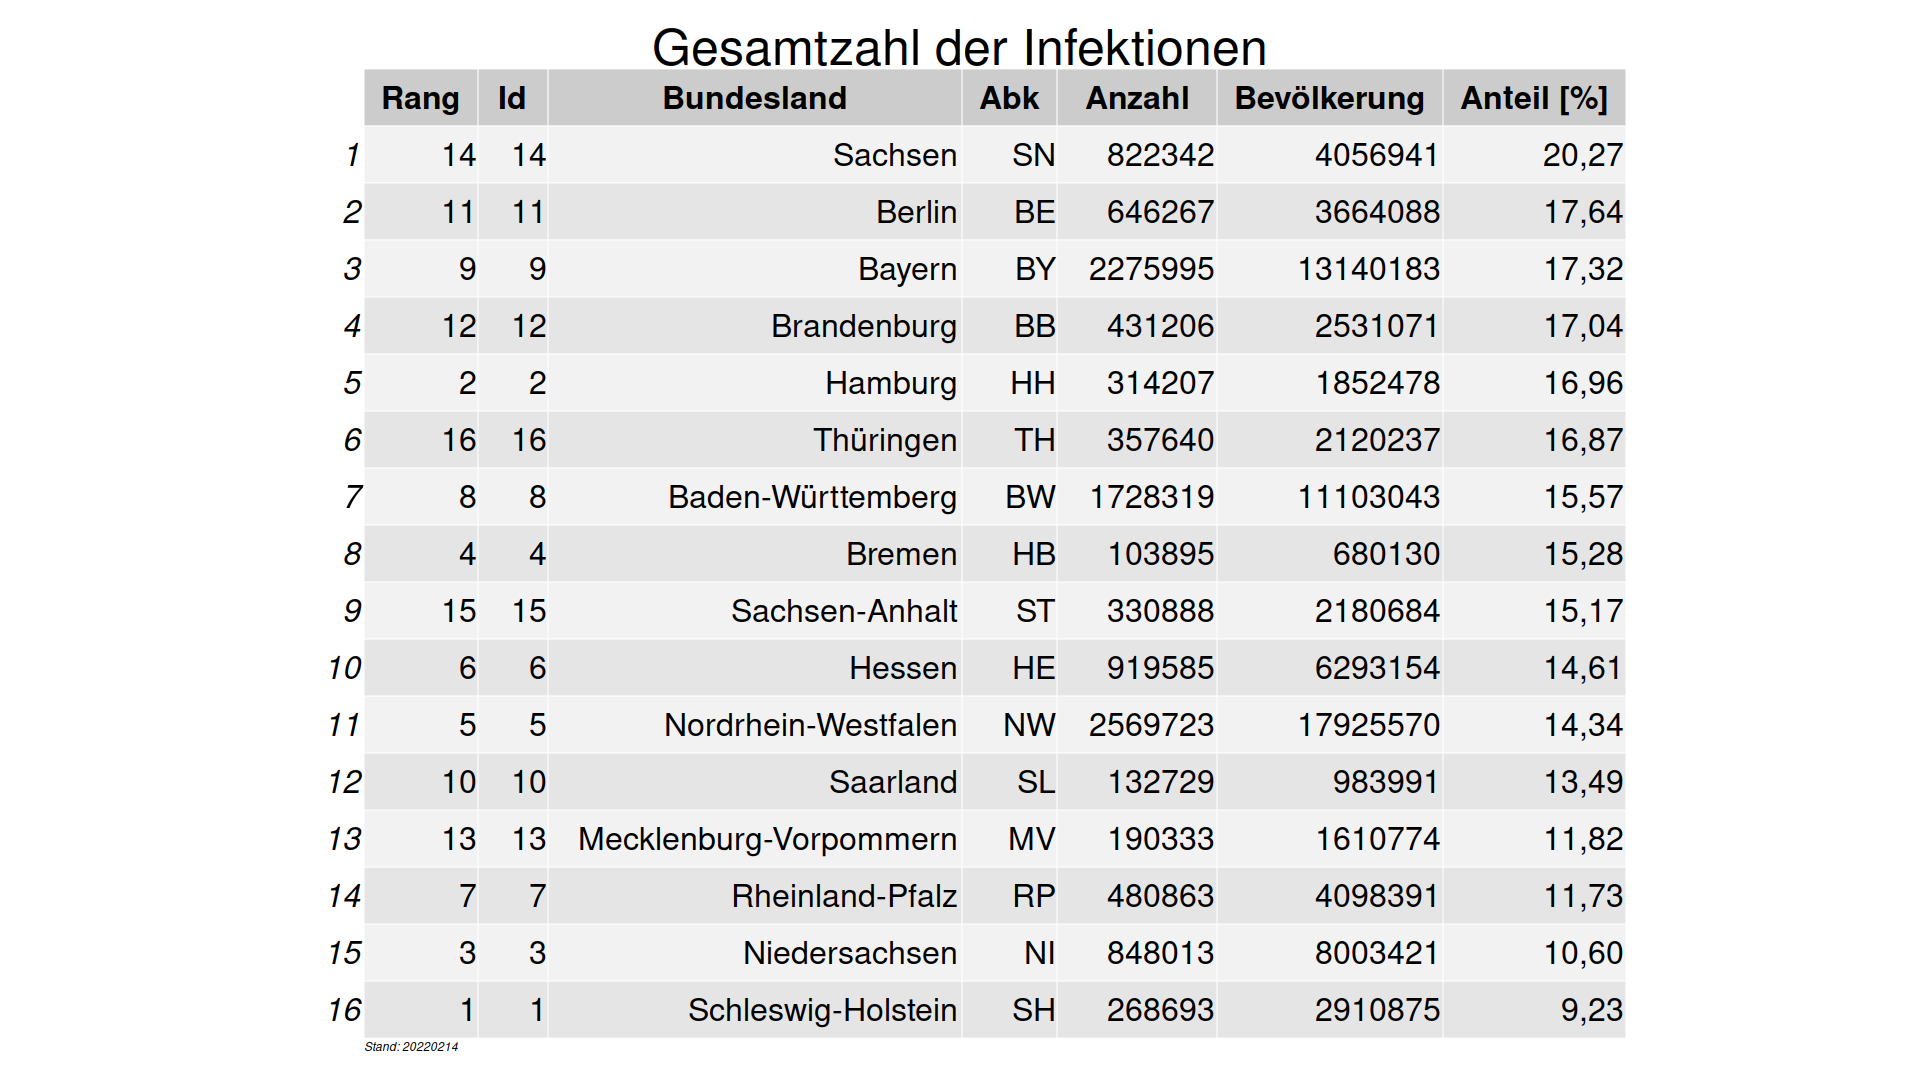 Gesamtzahl der Infektionen
Rang Id Bundesland Abk Anzahl Bevölkerung Anteil [%]
1 14 14 Sachsen SN 822342 4056941 20,27
2 11 11 Berlin BE 646267 3664088 17,64
3 9 9 Bayern BY 2275995 13140183 17,32
4 12 12 Brandenburg BB 431206 2531071 17,04
5 2 2 Hamburg HH 314207 1852478 16,96
6 16 16 Thüringen TH 357640 2120237 16,87
7 8 8 Baden-Württemberg BW 1728319 11103043 15,57
8 4 4 Bremen HB 103895 680130 15,28
9 15 15 Sachsen-Anhalt ST 330888 2180684 15,17
10 6 6 Hessen HE 919585 6293154 14,61
11 5 5 Nordrhein-Westfalen NW 2569723 17925570 14,34
12 10 10 Saarland SL 132729 983991 13,49
13 13 13 Mecklenburg-Vorpommern MV 190333 1610774 11,82
14 7 7 Rheinland-Pfalz RP 480863 4098391 11,73
15 3 3 Niedersachsen NI 848013 8003421 10,60
16 1 1 Schleswig-Holstein SH 268693 2910875 9,23
Stand: 20220214